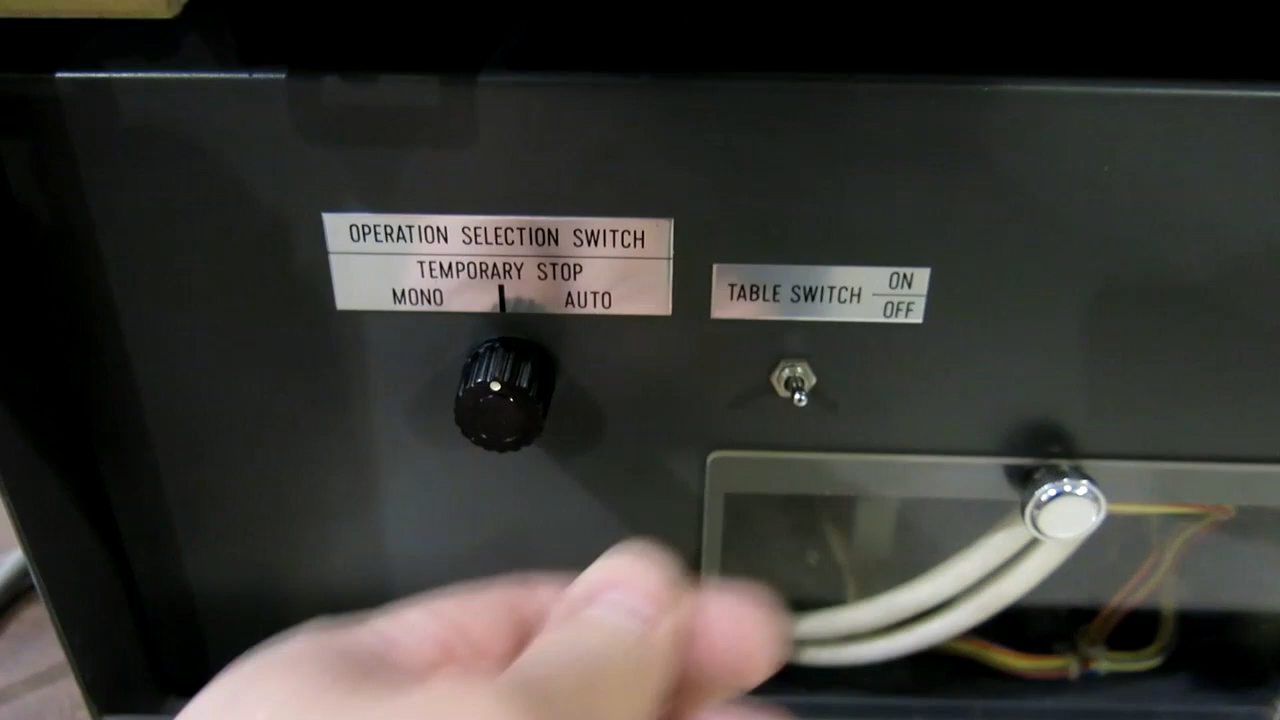 OPERATION SELECTION SWITCH
TEMPORARY STOP
MONO AUTO
TABLE SWITCH ON
OFF